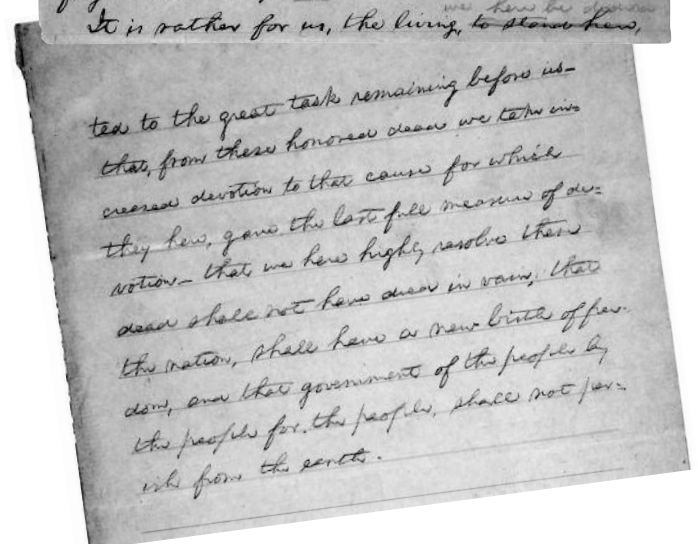 we here be dedica
It is rather for us, the living, to stand here,
ted to the great task remaining before us—
that, from these honored dead we take in-
creased devotion to that cause for which
they here, gave the last full measure of de-
votion— that we here highly resolve these
dead shall not have died in vain; that
the nation, shall have a new birth of free-
dom, and that government of the people by
the people for the people, shall not per-
ish from the earth.